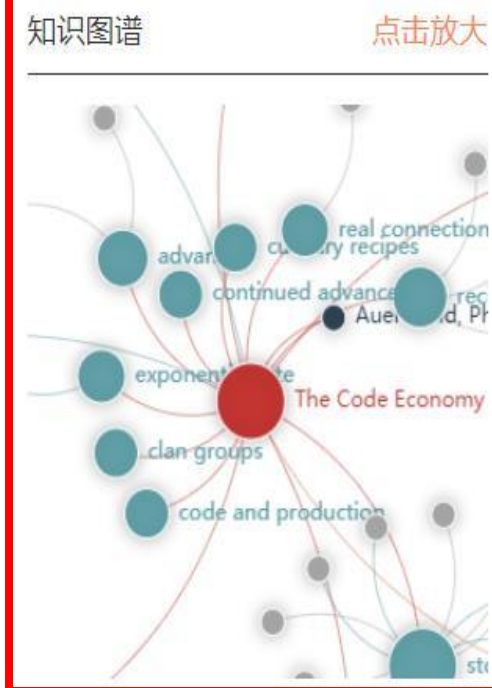 知识图谱
点击放大
real connection
culinary recipes
continued advance
The Code Economy
clan groups
code and production